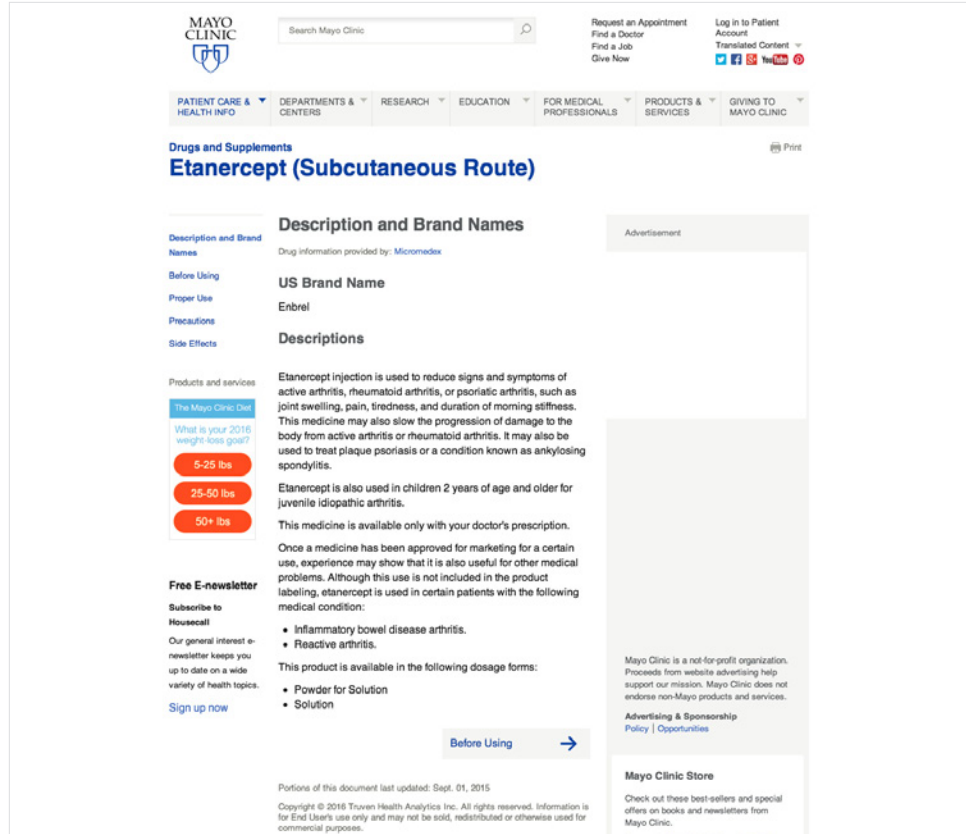 MAYO
CLINIC
Search Mayo Clinic
Request an Appointment
Find a Doctor
Find a Job
Give Now
Log in to Patient
Account
Translated Content
YouTube
PATIENT CARE &
HEALTH INFO
DEPARTMENTS &
CENTERS
RESEARCH
EDUCATION
FOR MEDICAL
PROFESSIONALS
PRODUCTS &
SERVICES
GIVING TO
MAYO CLINIC
Drugs and Supplements
Etanercept (Subcutaneous Route)
Print
Description and Brand
Names
Before Using
Proper Use
Precautions
Side Effects
Products and services
The Mayo Clinic Diet
What is your 2016
weight-loss goal?
5-25 lbs
25-50 lbs
50+ lbs
Free E-newsletter
Subscribe to
Housecall
Our general interest e-
newsletter keeps you
up to date on a wide
variety of health topics.
Sign up now
Description and Brand Names
Drug information provided by: Micromedex
US Brand Name
Enbrel
Descriptions
Etanercept injection is used to reduce signs and symptoms of
active arthritis, rheumatoid arthritis, or psoriatic arthritis, such as
joint swelling, pain, tiredness, and duration of morning stiffness.
This medicine may also slow the progression of damage to the
body from active arthritis or rheumatoid arthritis. It may also be
used to treat plaque psoriasis or a condition known as ankylosing
spondylitis.
Etanercept is also used in children 2 years of age and older for
juvenile idiopathic arthritis.
This medicine is available only with your doctor's prescription.
Once a medicine has been approved for marketing for a certain
use, experience may show that it is also useful for other medical
problems. Although this use is not included in the product
labeling, etanercept is used in certain patients with the following
medical condition:
• Inflammatory bowel disease arthritis.
• Reactive arthritis.
This product is available in the following dosage forms:
• Powder for Solution
• Solution
Before Using
Portions of this document last updated: Sept. 01, 2015
Copyright © 2016 Truven Health Analytics Inc. All rights reserved. Information is
for End User's use only and may not be sold, redistributed or otherwise used for
commercial purposes.
Advertisement
Mayo Clinic is a not-for-profit organization.
Proceeds from website advertising help
support our mission. Mayo Clinic does not
endorse non-Mayo products and services.
Advertising & Sponsorship
Policy | Opportunities
Mayo Clinic Store
Check out these best-sellers and special
offers on books and newsletters from
Mayo Clinic.